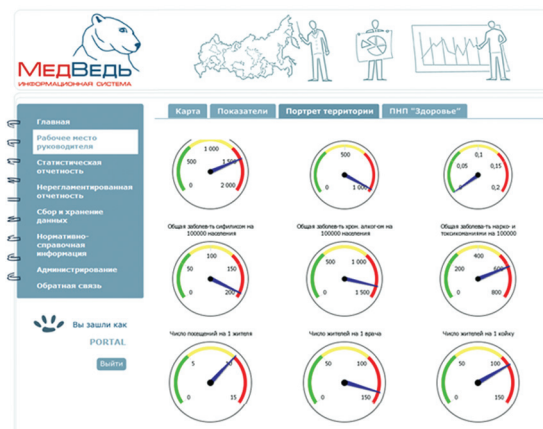 МЕДВЕДЬ
ИНФОРМАЦИОННАЯ СИСТЕМА
Карта Показатели Портрет территории ПНП "Здоровье"
Главная
Рабочее место
руководителя
Статистическая
отчетность
Нерегламентированная
отчетность
Сбор и хранение
данных
Нормативно-
справочная
информация
Администрирование
Обратная связь
Вы зашли как
PORTAL
Выйти
0 500 1 000 1 500 2 000
0 500 1 000
0 0,05 0,1 0,15 0,2
Общая заболев-ть сифилисом на
100000 населения
Общая заболев-ть хрон. алког-ом на
100000 населения
Общая заболев-ть нарко- и
токсикоманиями на 100000
0 50 100 150 200
0 500 1 000 1 500
0 200 400 600 800
Число посещений на 1 жителя
Число жителей на 1 врача
Число жителей на 1 койку
0 5 10 15
0 50 100 150
0 50 100 150